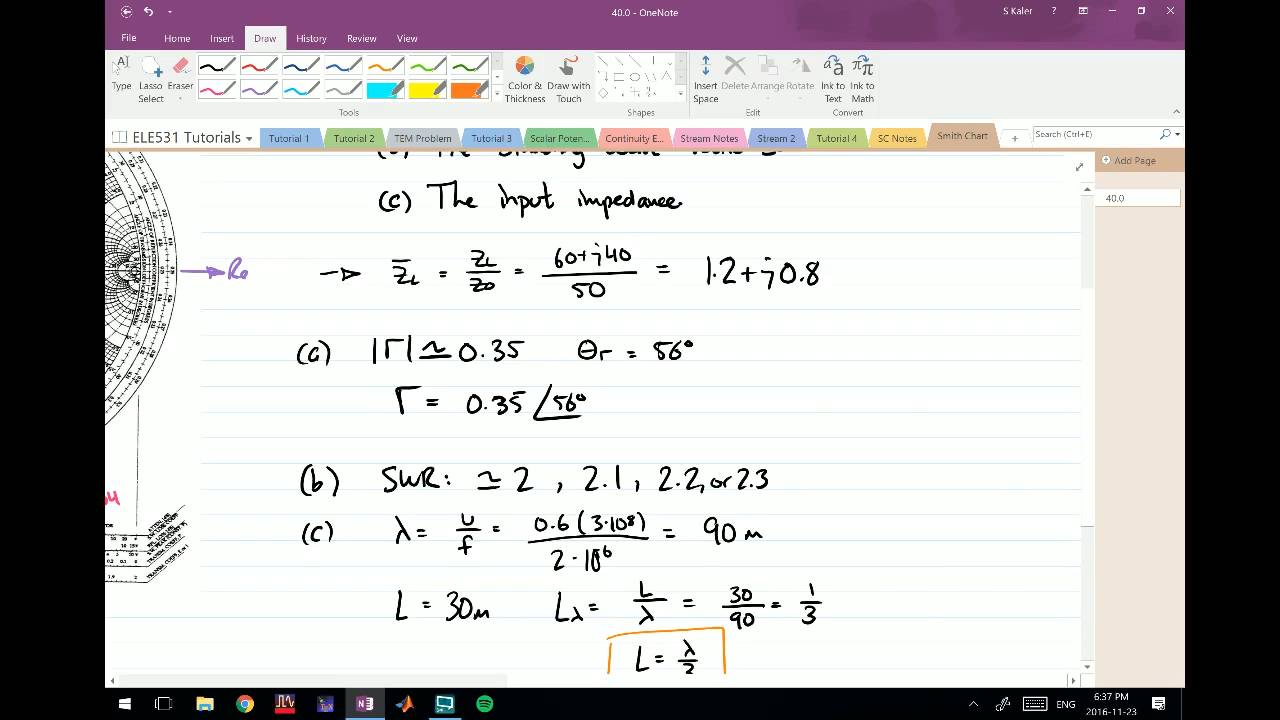 40.0 - OneNote
S Kaler
File Home Insert Draw History Review View
Type Lasso Select Eraser Color & Thickness Draw with Touch Insert Space Delete Arrange Rotate Ink to Text Ink to Math
Tools Shapes Edit Convert
ELE531 Tutorials Tutorial 1 Tutorial 2 TEM Problem Tutorial 3 Scalar Poten... Continuity E... Stream Notes Stream 2 Tutorial 4 SC Notes Smith Chart Search (Ctrl+E)
Add Page
40.0
(c) The input impedance
Re
z̄L = ZL/Z0 = 60+j40/50 = 1.2+j0.8
(a) |Γ| ≃ 0.35 θr = 56°
Γ = 0.35 ∠56°
(b) SWR: ≃ 2, 2.1, 2.2, or 2.3
(c) λ = u/f = 0.6(3·10⁸)/2·10⁶ = 90 m
L = 30m Lλ = L/λ = 30/90 = 1/3
L = λ/
ENG 6:37 PM
2016-11-23